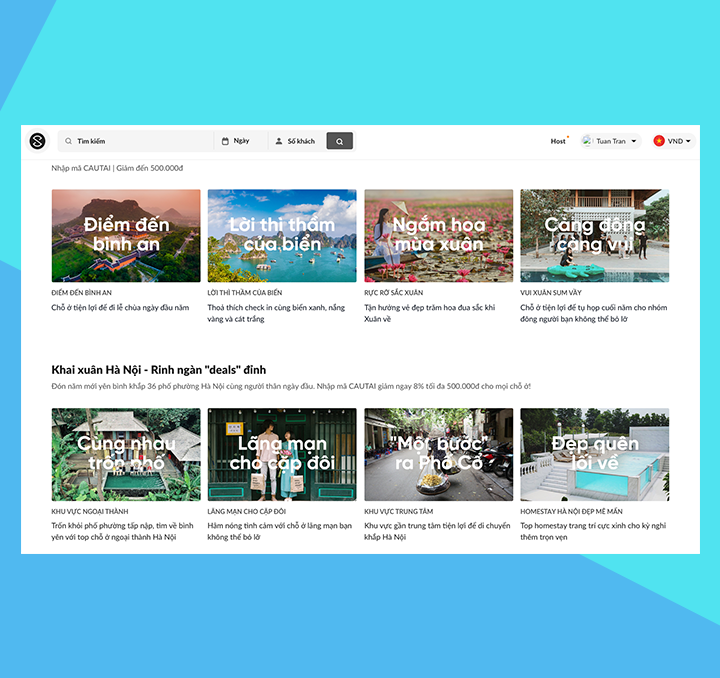 Tìm kiếm
Ngày
Số khách
Host
Tuan Tran
VND
Nhập mã CAUTAI | Giảm đến 500.000đ
Điểm đến
bình an
Lời thì thầm
của biển
Ngắm hoa
mùa xuân
Càng đông
càng vui
ĐIỂM ĐẾN BÌNH AN
LỜI THÌ THẦM CỦA BIỂN
RỰC RỠ SẮC XUÂN
VUI XUÂN SUM VẦY
Chỗ ở tiện lợi để đi lễ chùa ngày đầu năm
Thoả thích check in cùng biển xanh, nắng
vàng và cát trắng
Tận hưởng vẻ đẹp trăm hoa đua sắc khi
Xuân về
Chỗ ở tiện lợi để tụ họp cuối năm cho nhóm
đông người bạn không thể bỏ lỡ
Khai xuân Hà Nội - Rinh ngàn "deals" đỉnh
Đón năm mới yên bình khắp 36 phố phường Hà Nội cùng người thân ngày đầu. Nhập mã CAUTAI giảm ngay 8% tối đa 500.000đ cho mọi chỗ ở!
Cùng nhau
trốn phố
Lãng mạn
cho cặp đôi
"Một bước"
ra Phố Cổ
Đẹp quên
lối về
KHU VỰC NGOẠI THÀNH
LÃNG MẠN CHO CẶP ĐÔI
KHU VỰC TRUNG TÂM
HOMESTAY HÀ NỘI ĐẸP MÊ MẨN
Trốn khỏi phố phường tấp nập, tìm về bình
yên với top chỗ ở ngoại thành Hà Nội
Hâm nóng tình cảm với chỗ ở lãng mạn bạn
không thể bỏ lỡ
Khu vực gần trung tâm tiện lợi để di chuyển
khắp Hà Nội
Top homestay trang trí cực xinh cho kỳ nghỉ
thêm trọn vẹn